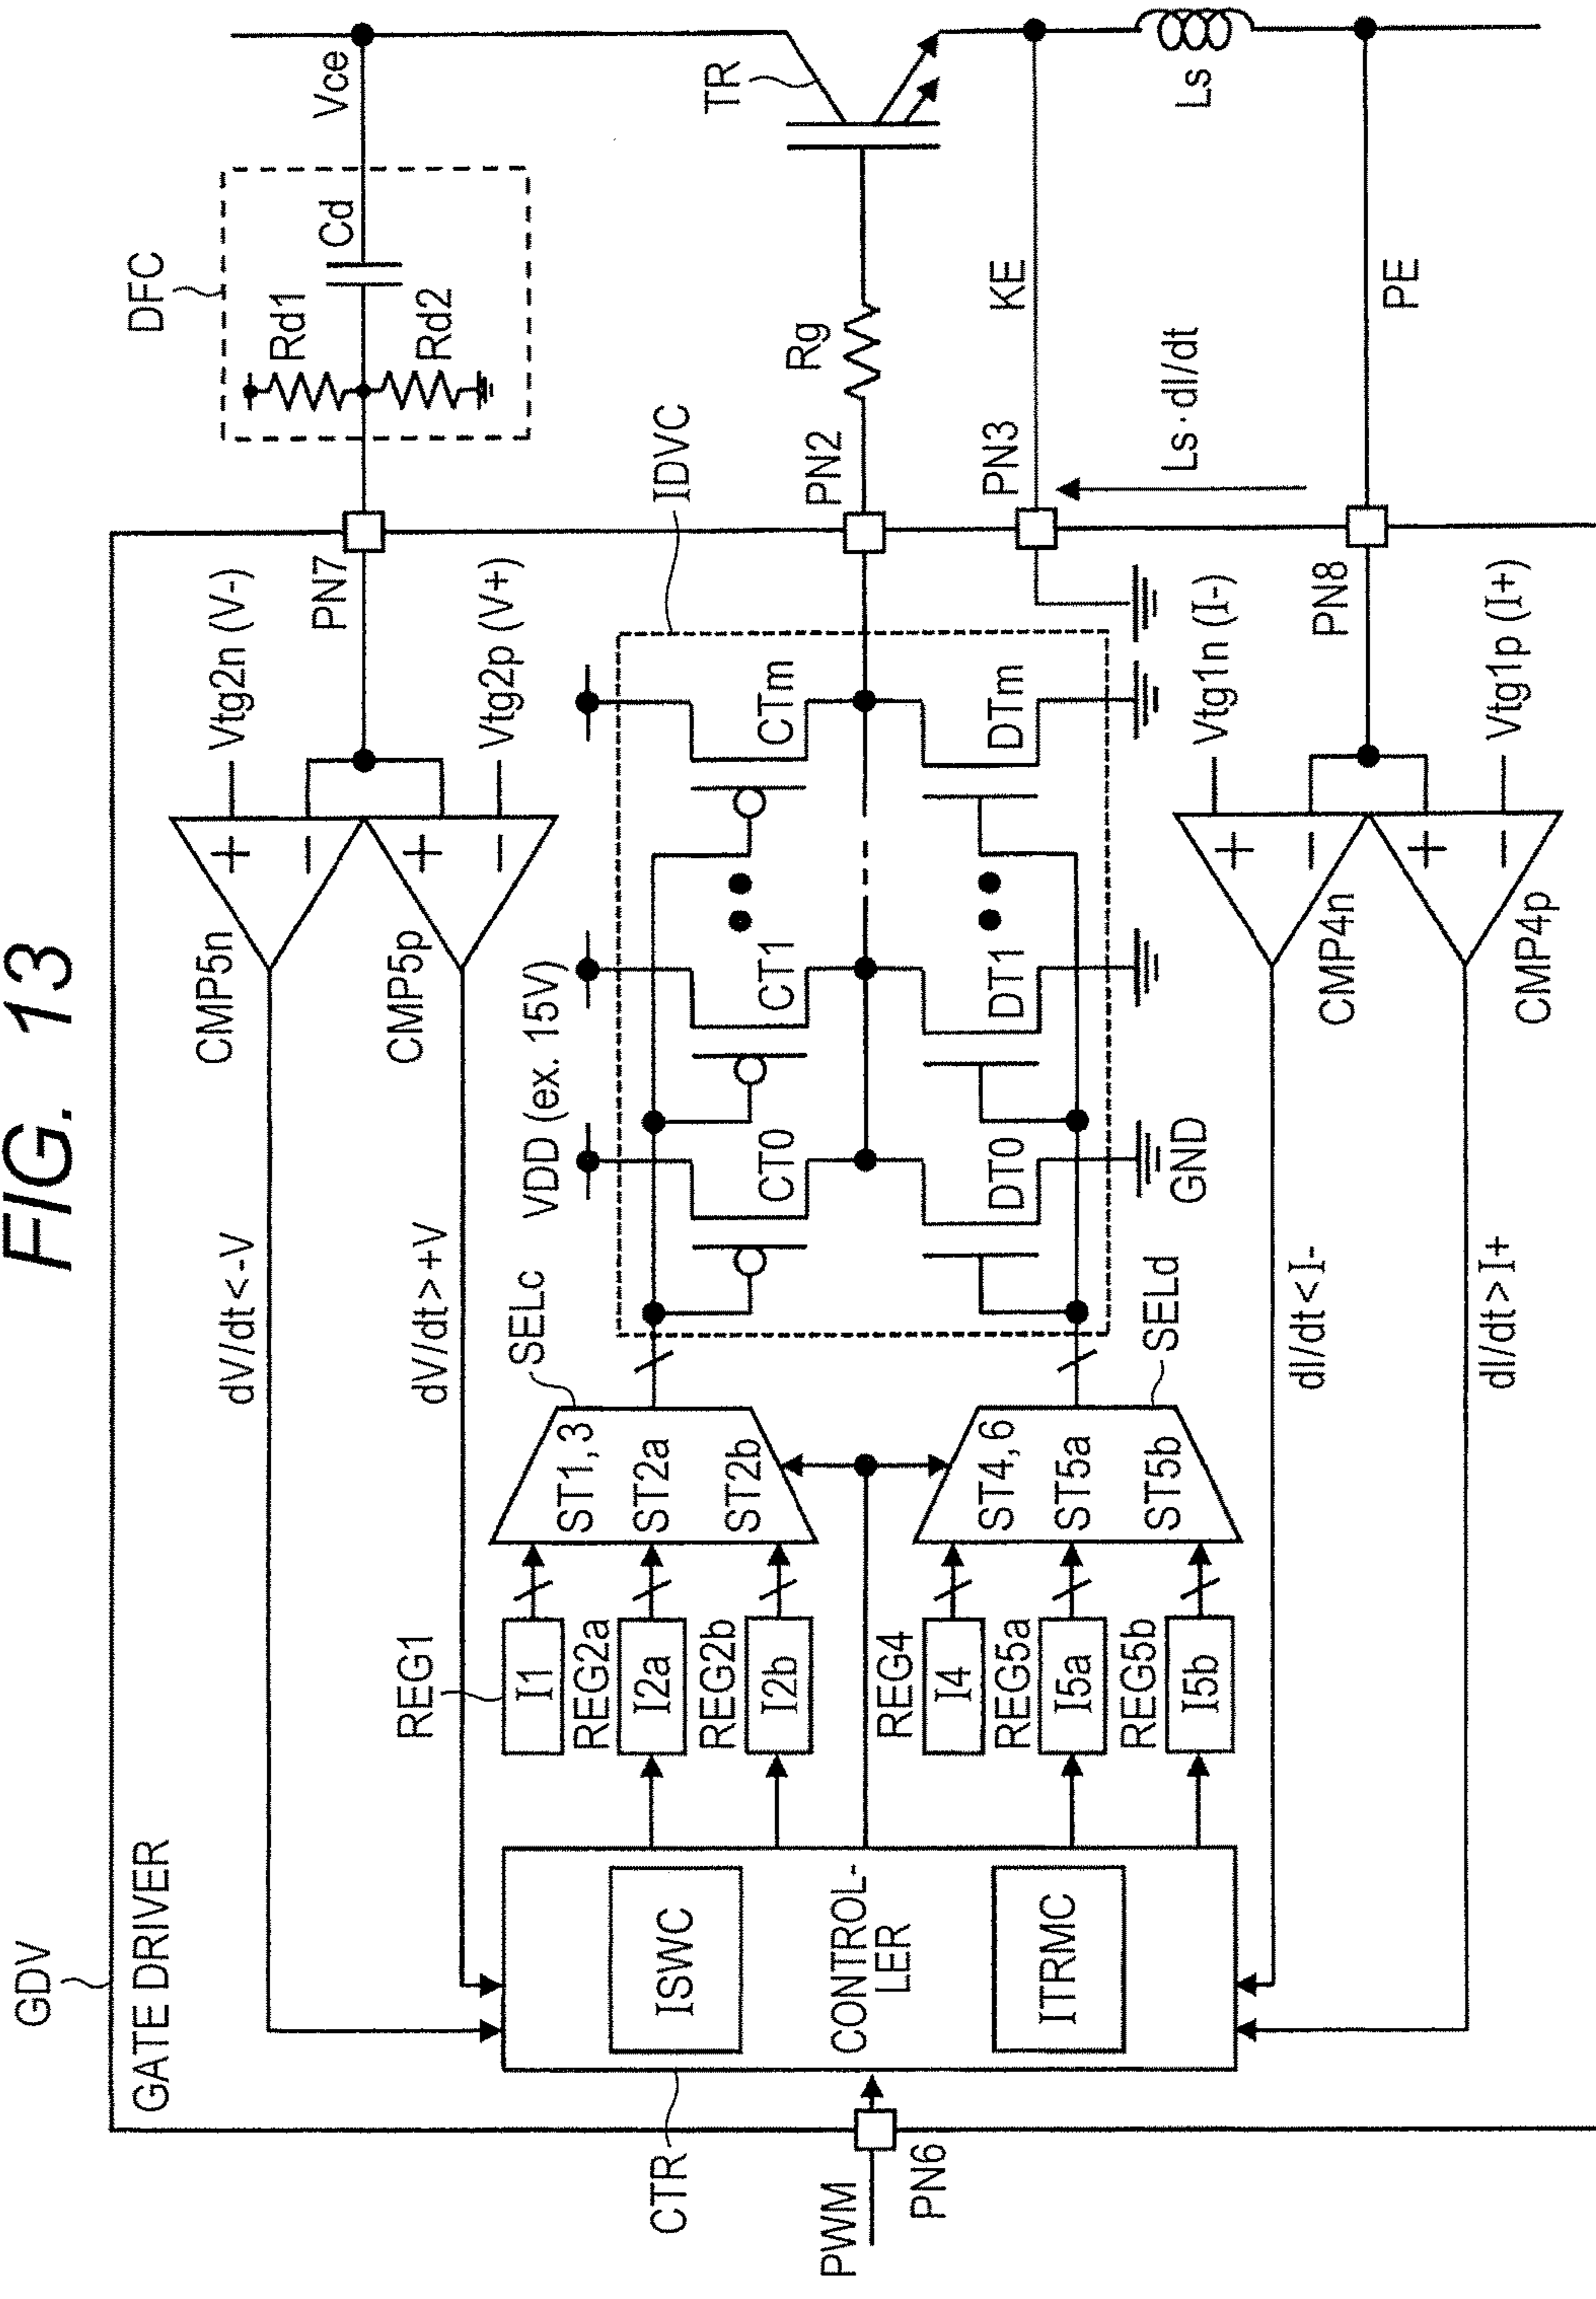 FIG. 13
GDV
GATE DRIVER
CTR
PWM
PN6
CONTROL-
LER
ISWC
ITRMC
REG1
I1
REG2a
I2a
REG2b
I2b
REG4
I4
REG5a
I5a
REG5b
I5b
SELc
ST1, 3
ST2a
ST2b
SELd
ST4, 6
ST5a
ST5b
dV/dt<-V
dV/dt>+V
dI/dt<I-
dI/dt>I+
CMP5n
CMP5p
CMP4n
CMP4p
+
−
+
−
+
−
+
−
Vtg2n (V-)
Vtg2p (V+)
Vtg1n (I-)
Vtg1p (I+)
VDD (ex. 15V)
CT0
CT1
CTm
DT0
DT1
DTm
GND
IDVC
PN7
PN2
PN3
PN8
DFC
Rd1
Rd2
Cd
Vce
Rg
TR
KE
Ls·dI/dt
PE
Ls